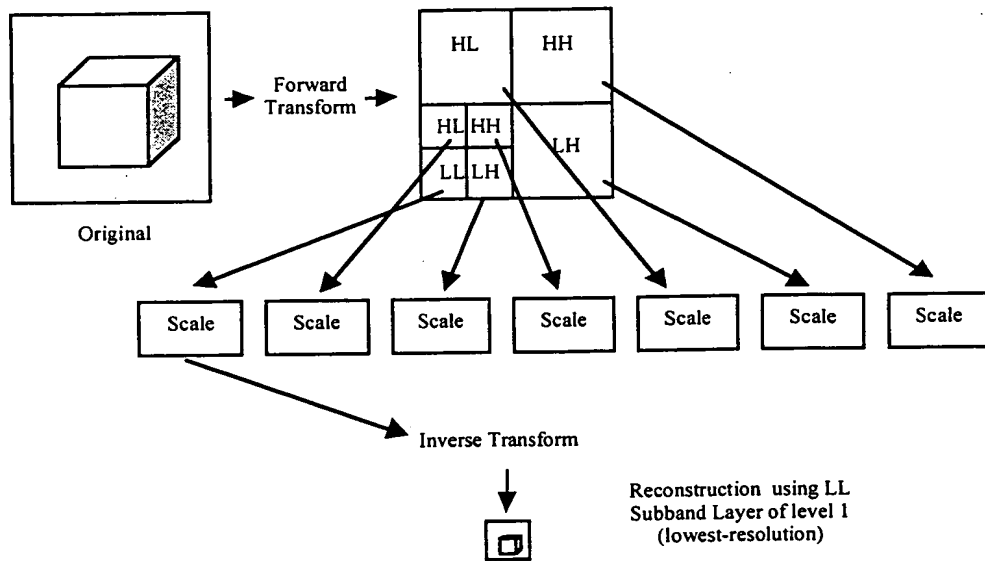 HL HH
Forward
Transform
HL HH
LH
LL LH
Original
Scale Scale Scale Scale Scale Scale Scale
Inverse Transform
Reconstruction using LL
Subband Layer of level 1
(lowest-resolution)